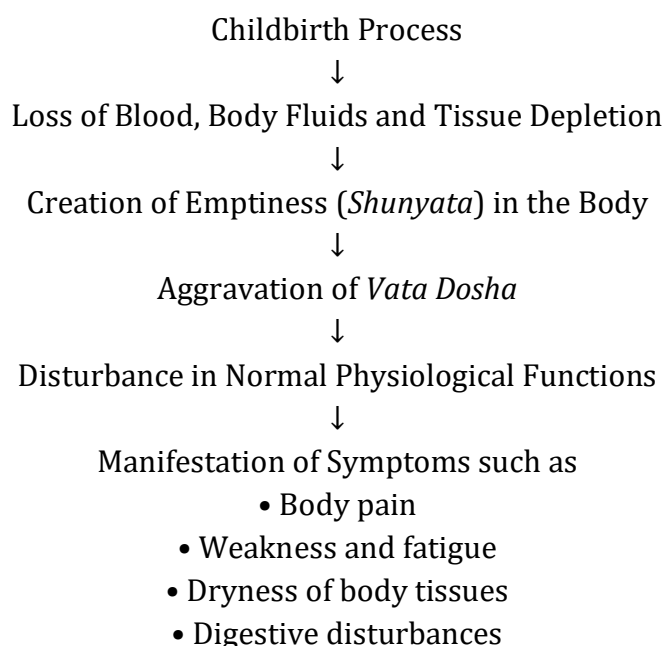 Childbirth Process
↓
Loss of Blood, Body Fluids and Tissue Depletion
↓
Creation of Emptiness (Shunyata) in the Body
↓
Aggravation of Vata Dosha
↓
Disturbance in Normal Physiological Functions
↓
Manifestation of Symptoms such as
• Body pain
• Weakness and fatigue
• Dryness of body tissues
• Digestive disturbances